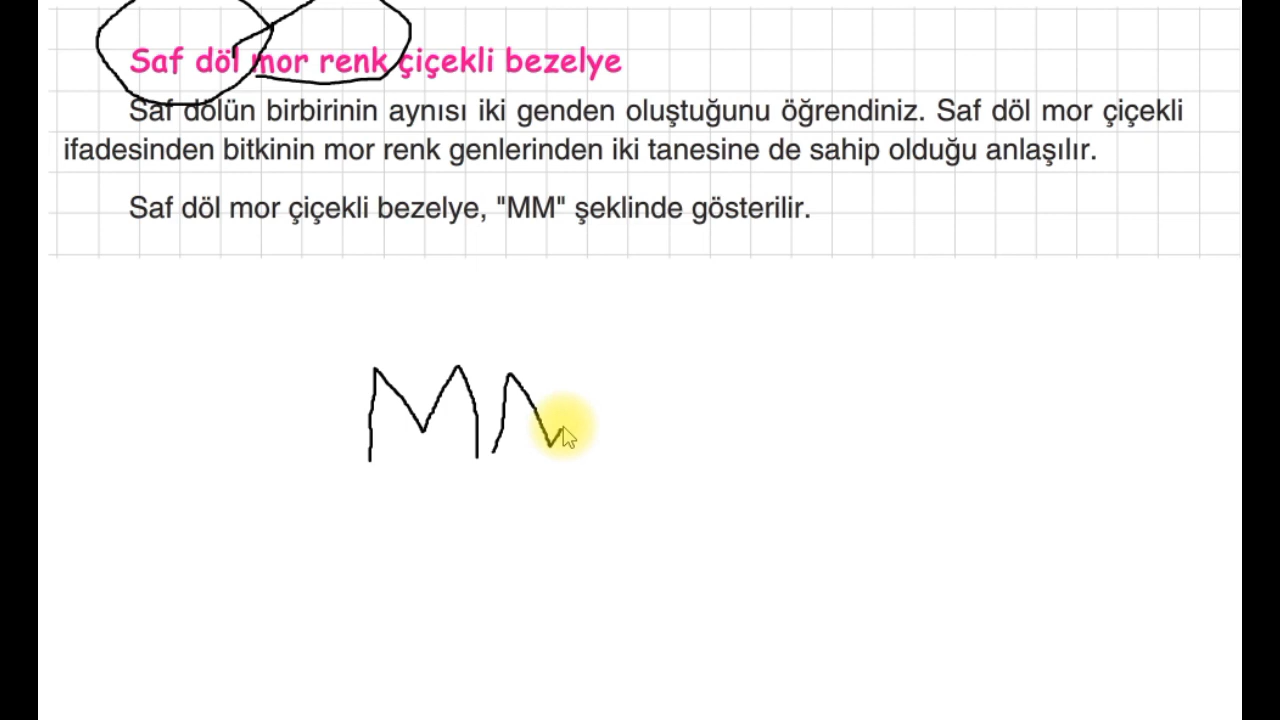 Saf döl mor renk çiçekli bezelye
Saf dölün birbirinin aynısı iki genden oluştuğunu öğrendiniz. Saf döl mor çiçekli
ifadesinden bitkinin mor renk genlerinden iki tanesine de sahip olduğu anlaşılır.
Saf döl mor çiçekli bezelye, "MM" şeklinde gösterilir.
M